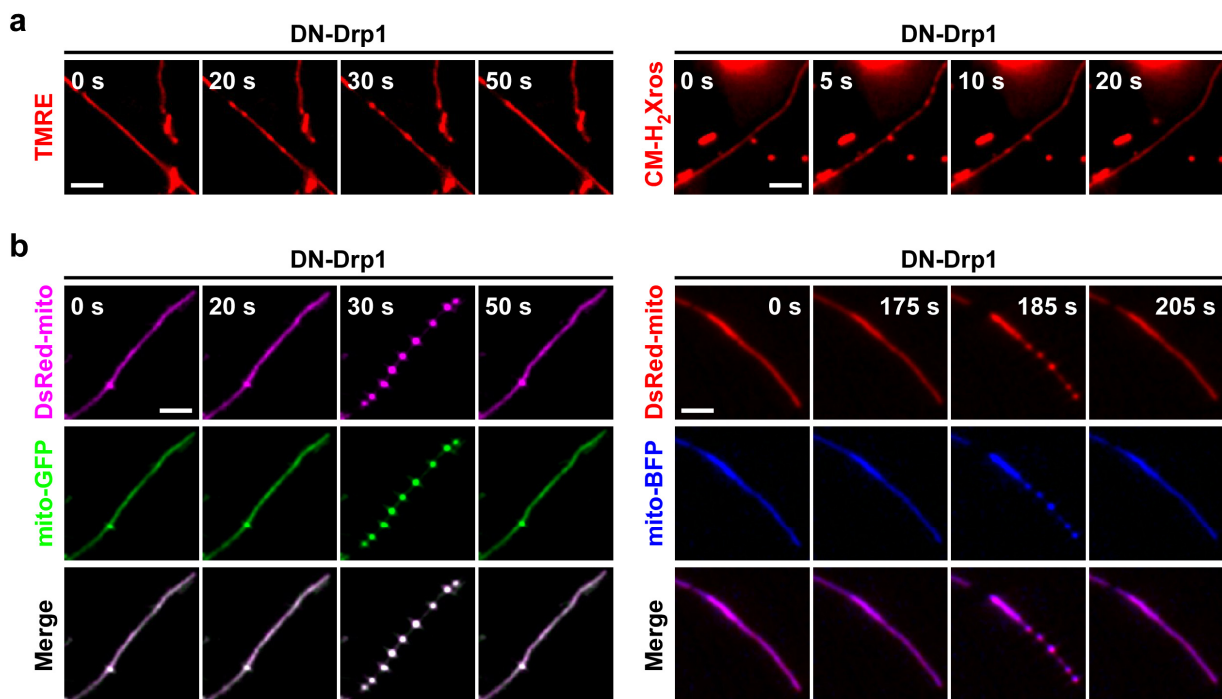 a
DN-Drp1
TMRE
0 s
20 s
30 s
50 s
DN-Drp1
CM-H₂Xros
0 s
5 s
10 s
20 s
b
DN-Drp1
DsRed-mito
0 s
20 s
30 s
50 s
mito-GFP
Merge
DN-Drp1
DsRed-mito
0 s
175 s
185 s
205 s
mito-BFP
Merge